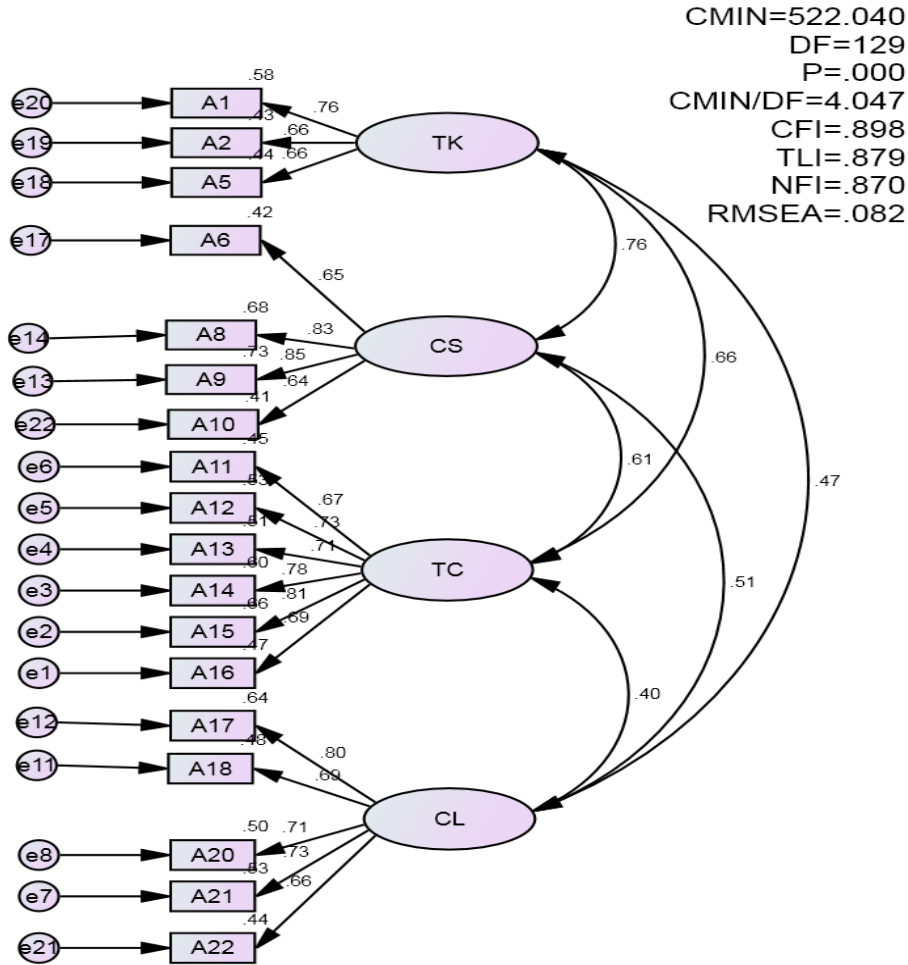 CMIN=522.040
DF=129
P=.000
CMIN/DF=4.047
CFI=.898
TLI=.879
NFI=.870
RMSEA=.082
.58
e20 A1 .76
.43
e19 A2 .66 TK
.44 .66
e18 A5
.42
e17 A6 .76
.65
.68
e14 A8 .83 CS
.73 .85 .66
e13 A9 .64
.41
e22 A10
.45
e6 A11 .61
.53 .67 .47
e5 A12 .73
.51
e4 A13 .71 TC
.60 .78
e3 A14 .81 .51
.66 .69
e2 A15
.47
e1 A16
.64 .40
e12 A17
.48 .80
e11 A18 .69
CL
.50 .71
e8 A20 .73
.53 .66
e7 A21
.44
e21 A22